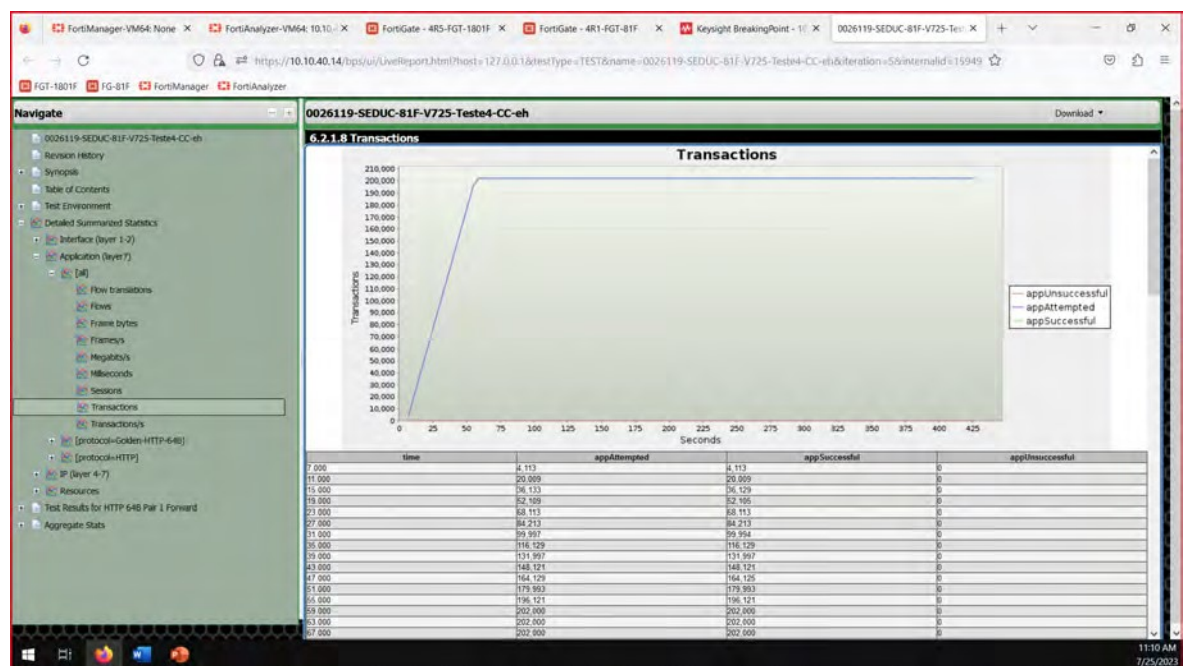 FortiManager-VM64: None
FortiAnalyzer-VM64: 10.10.
FortiGate - 4R5-FGT-1801F
FortiGate - 4R1-FGT-81F
Keysight BreakingPoint - 1
0026119-SEDUC-81F-V725-Tes
https://10.10.40.14/bps/ui/LiveReport.html?host=127.0.0.1&testType=TEST&name=0026119-SEDUC-81F-V725-Teste4-CC-eh&iteration=5&internalid=15949
FGT-1801F FG-81F FortiManager FortiAnalyzer
Navigate
0026119-SEDUC-81F-V725-Teste4-CC-eh
Revision History
Synopsis
Table of Contents
Test Environment
Detailed Summarized Statistics
Interface (layer 1-2)
Application (layer7)
[all]
Flow translations
Flows
Frame bytes
Frames/s
Megabits/s
Milliseconds
Sessions
Transactions
Transactions/s
[protocol=Golden-HTTP-64B]
[protocol=HTTP]
IP (layer 4-7)
Resources
Test Results for HTTP 64B Pair 1 Forward
Aggregate Stats
0026119-SEDUC-81F-V725-Teste4-CC-eh Download
6.2.1.8 Transactions
Transactions
210,000
200,000
190,000
180,000
170,000
160,000
150,000
140,000
130,000
120,000
110,000
100,000
90,000
80,000
70,000
60,000
50,000
40,000
30,000
20,000
10,000
0
Transactions
0 25 50 75 100 125 150 175 200 225 250 275 300 325 350 375 400 425
Seconds
appUnsuccessful
appAttempted
appSuccessful
time appAttempted appSuccessful appUnsuccessful
7.000 4,113 4,113 0
11.000 20,009 20,009 0
15.000 36,133 36,129 0
19.000 52,109 52,105 0
23.000 68,113 68,113 0
27.000 84,213 84,213 0
31.000 99,997 99,994 0
35.000 116,129 116,129 0
39.000 131,997 131,997 0
43.000 148,121 148,121 0
47.000 164,129 164,125 0
51.000 179,993 179,993 0
55.000 196,121 196,121 0
59.000 202,000 202,000 0
63.000 202,000 202,000 0
67.000 202,000 202,000 0
11:10 AM
7/25/2023